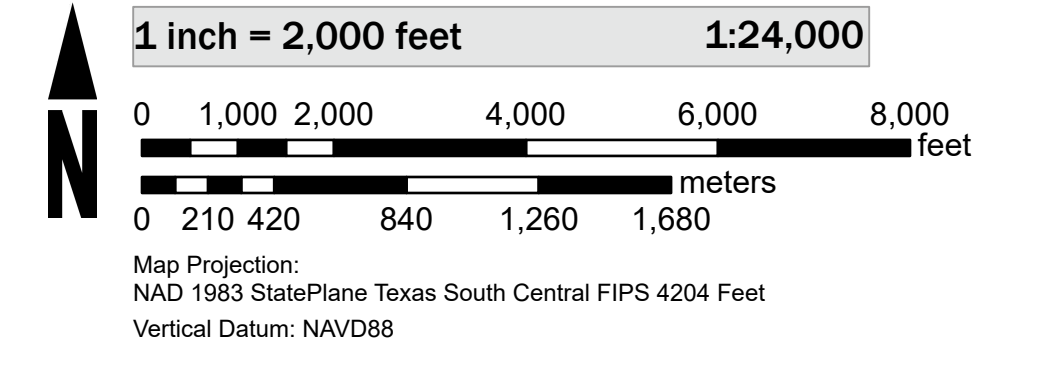 1 inch = 2,000 feet 1:24,000
0 1,000 2,000 4,000 6,000 8,000
feet
meters
0 210 420 840 1,260 1,680
N
Map Projection:
NAD 1983 StatePlane Texas South Central FIPS 4204 Feet
Vertical Datum: NAVD88